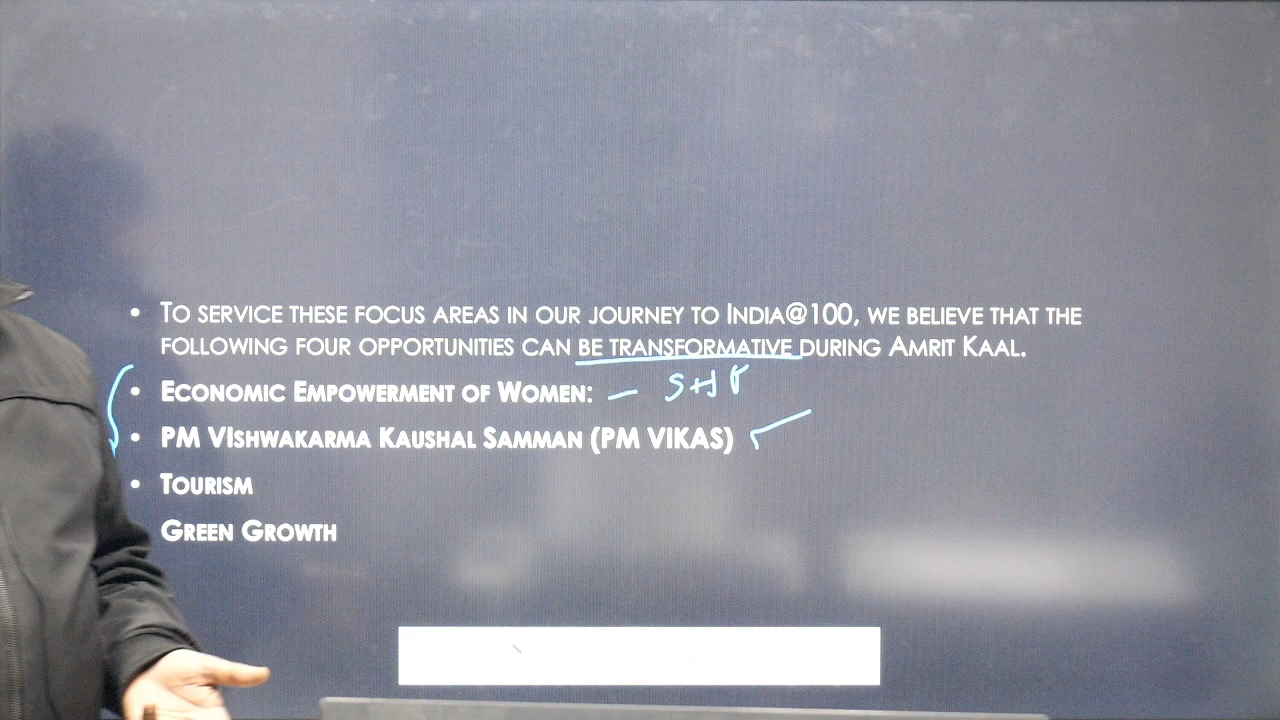 • To service these focus areas in our journey to India@100, we believe that the
following four opportunities can be transformative during Amrit Kaal.
• Economic Empowerment of Women: – SHP
• PM Vishwakarma Kaushal Samman (PM VIKAS) ✓
• Tourism
Green Growth